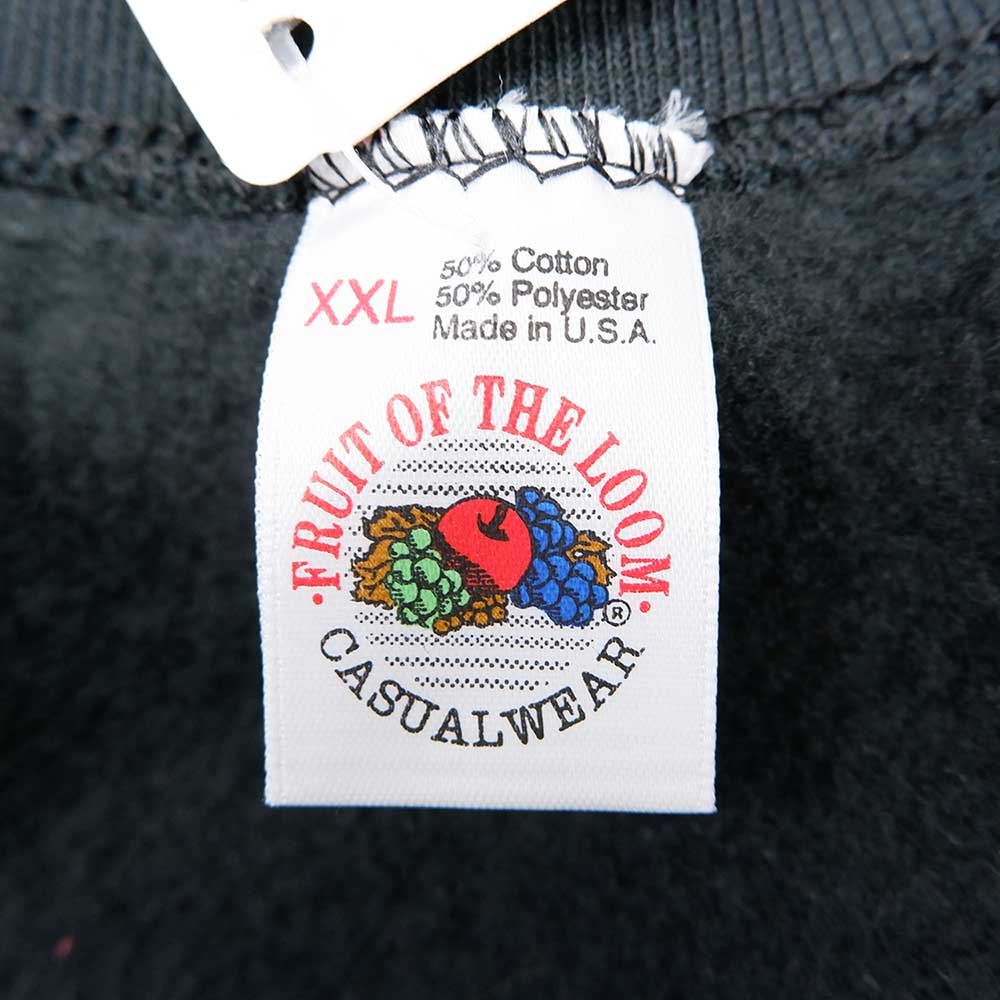 XXL
50% Cotton
50% Polyester
Made in U.S.A.
·FRUIT OF THE LOOM·
®
CASUALWEAR